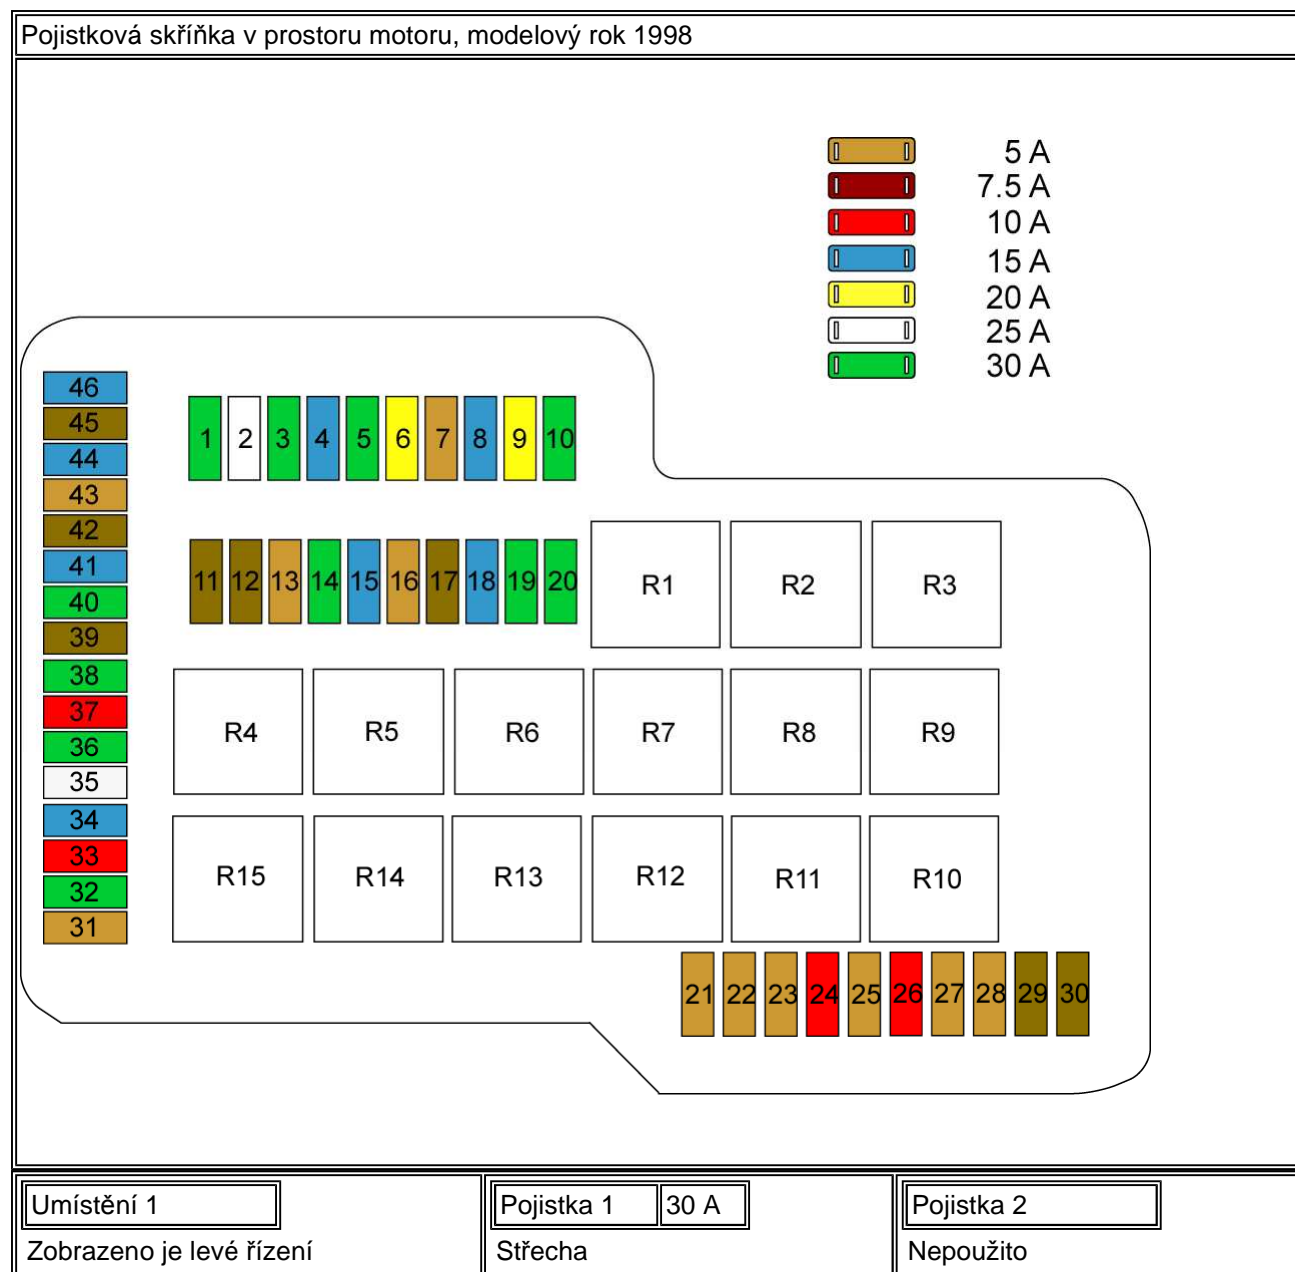 Pojistková skříňka v prostoru motoru, modelový rok 1998
5 A
7.5 A
10 A
15 A
20 A
25 A
30 A
46
45
44
43
42
41
40
39
38
37
36
35
34
33
32
31
1 2 3 4 5 6 7 8 9 10
11 12 13 14 15 16 17 18 19 20
R1 R2 R3
R4 R5 R6 R7 R8 R9
R15 R14 R13 R12 R11 R10
21 22 23 24 25 26 27 28 29 30
Umístění 1
Zobrazeno je levé řízení
Pojistka 1 30 A
Střecha
Pojistka 2
Nepoužito